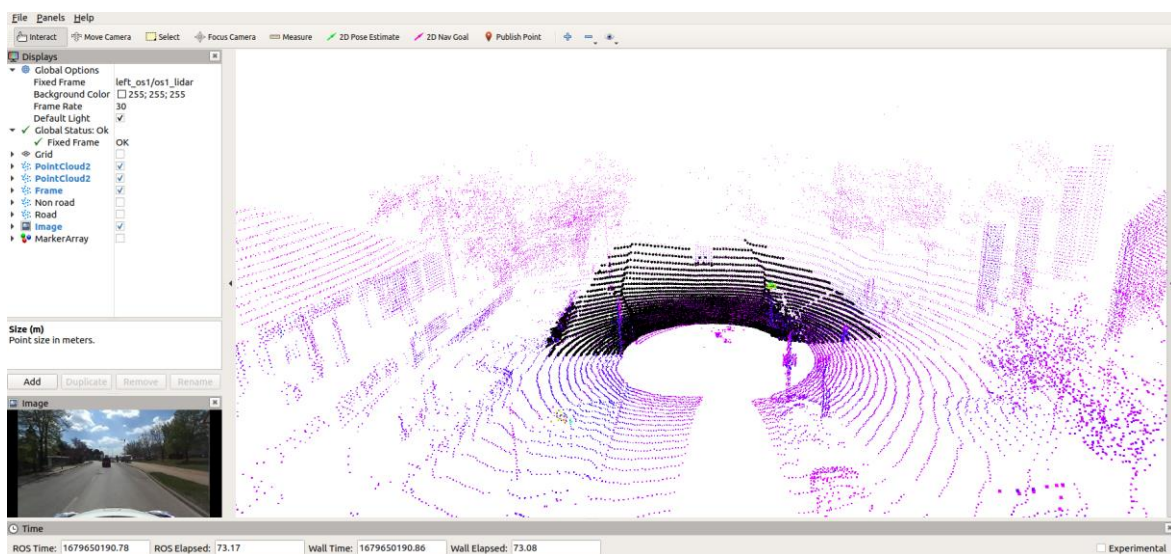 File Panels Help
Interact Move Camera Select Focus Camera Measure 2D Pose Estimate 2D Nav Goal Publish Point
Displays
Global Options
Fixed Frame left_os1/os1_lidar
Background Color 255; 255; 255
Frame Rate 30
Default Light
Global Status: Ok
Fixed Frame OK
Grid
PointCloud2
PointCloud2
Frame
Non road
Road
Image
MarkerArray
Size (m)
Point size in meters.
Add Duplicate Remove Rename
Image
Time
ROS Time: 1679650190.78 ROS Elapsed: 73.17 Wall Time: 1679650190.86 Wall Elapsed: 73.08 Experimental